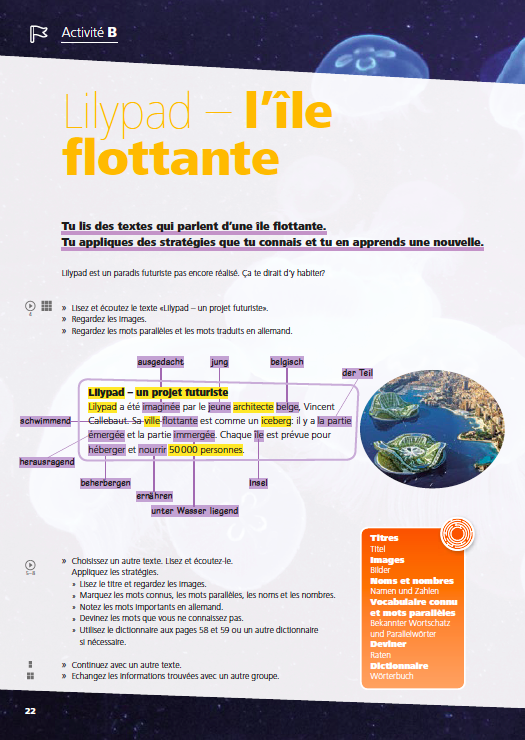 Activité B
Lilypad – l'île
flottante
Tu lis des textes qui parlent d'une île flottante.
Tu appliques des stratégies que tu connais et tu en apprends une nouvelle.
Lilypad est un paradis futuriste pas encore réalisé. Ça te dirait d'y habiter?
4
» Lisez et écoutez le texte «Lilypad – un projet futuriste».
» Regardez les images.
» Regardez les mots parallèles et les mots traduits en allemand.
ausgedacht jung belgisch
der Teil
Lilypad – un projet futuriste
Lilypad a été imaginée par le jeune architecte belge, Vincent
schwimmend
Callebaut. Sa ville flottante est comme un iceberg: il y a la partie
émergée et la partie immergée. Chaque île est prévue pour
herausragend
héberger et nourrir 50 000 personnes.
beherbergen
Insel
ernähren
unter Wasser liegend
Titres
Titel
Images
Bilder
Noms et nombres
Namen und Zahlen
Vocabulaire connu
et mots parallèles
Bekannter Wortschatz
und Parallelwörter
Deviner
Raten
Dictionnaire
Wörterbuch
5–8
» Choisissez un autre texte. Lisez et écoutez-le.
Appliquez les stratégies.
» Lisez le titre et regardez les images.
» Marquez les mots connus, les mots parallèles, les noms et les nombres.
» Notez les mots importants en allemand.
» Devinez les mots que vous ne connaissez pas.
» Utilisez le dictionnaire aux pages 58 et 59 ou un autre dictionnaire
si nécessaire.
» Continuez avec un autre texte.
» Echangez les informations trouvées avec un autre groupe.
22